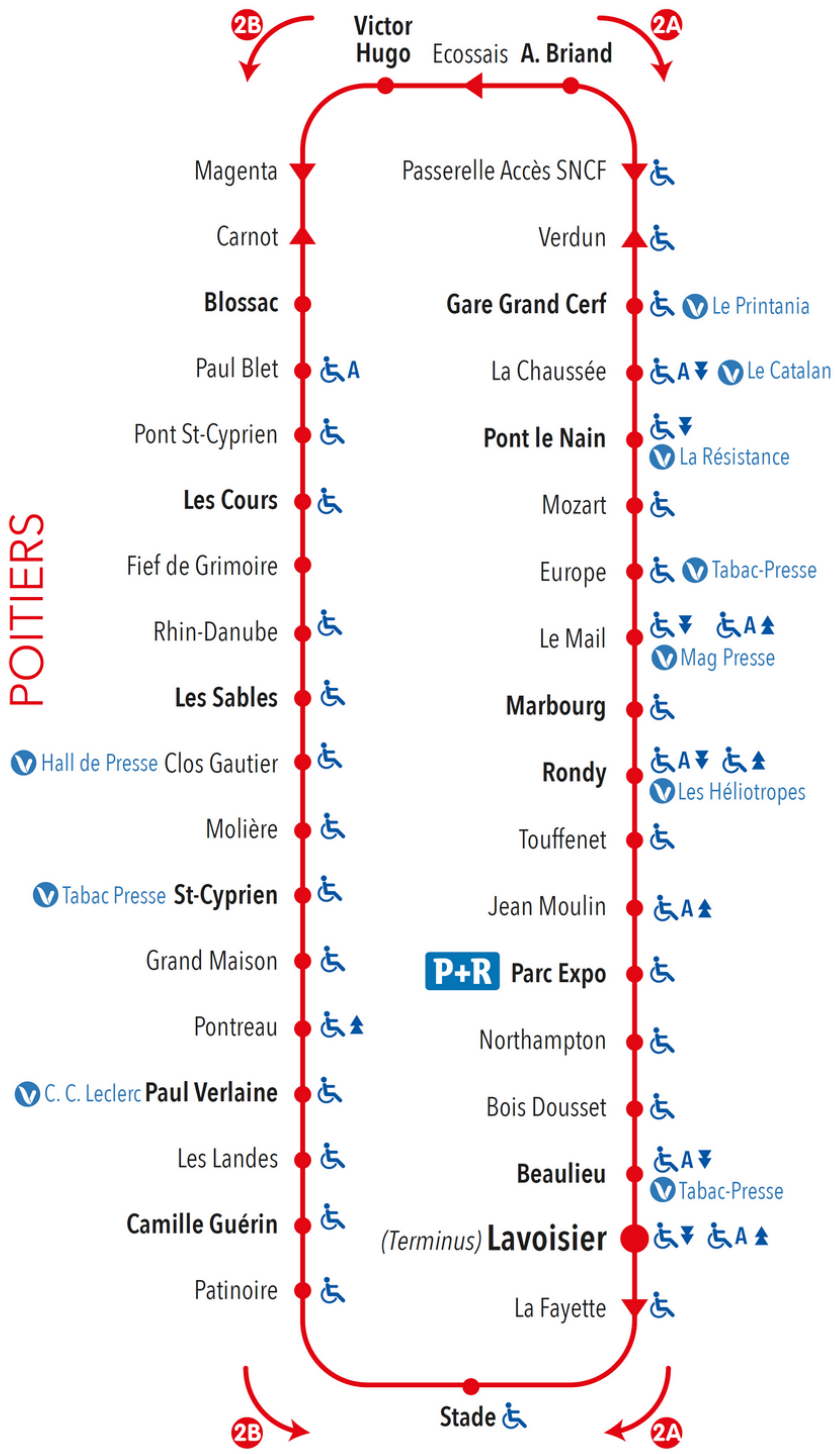 2B
Victor
Hugo
Ecossais
A. Briand
2A
Magenta
Carnot
Blossac
Paul Blet A
Pont St-Cyprien
Les Cours
Fief de Grimoire
Rhin-Danube
Les Sables
Hall de Presse Clos Gautier
Molière
Tabac Presse St-Cyprien
Grand Maison
Pontreau
C. C. Leclerc Paul Verlaine
Les Landes
Camille Guérin
Patinoire
POITIERS
Passerelle Accès SNCF
Verdun
Gare Grand Cerf Le Printania
La Chaussée A Le Catalan
Pont le Nain
La Résistance
Mozart
Europe Tabac-Presse
Le Mail A
Mag Presse
Marbourg
Rondy A
Les Héliotropes
Touffenet
Jean Moulin A
P+R Parc Expo
Northampton
Bois Dousset
Beaulieu A
Tabac-Presse
(Terminus) Lavoisier A
La Fayette
2B
Stade
2A